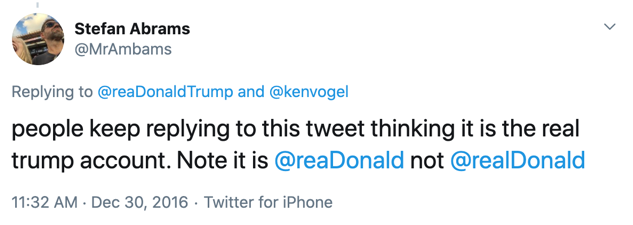 Stefan Abrams
@MrAmbams
Replying to @reaDonaldTrump and @kenvogel
people keep replying to this tweet thinking it is the real
trump account. Note it is @reaDonald not @realDonald
11:32 AM · Dec 30, 2016 · Twitter for iPhone